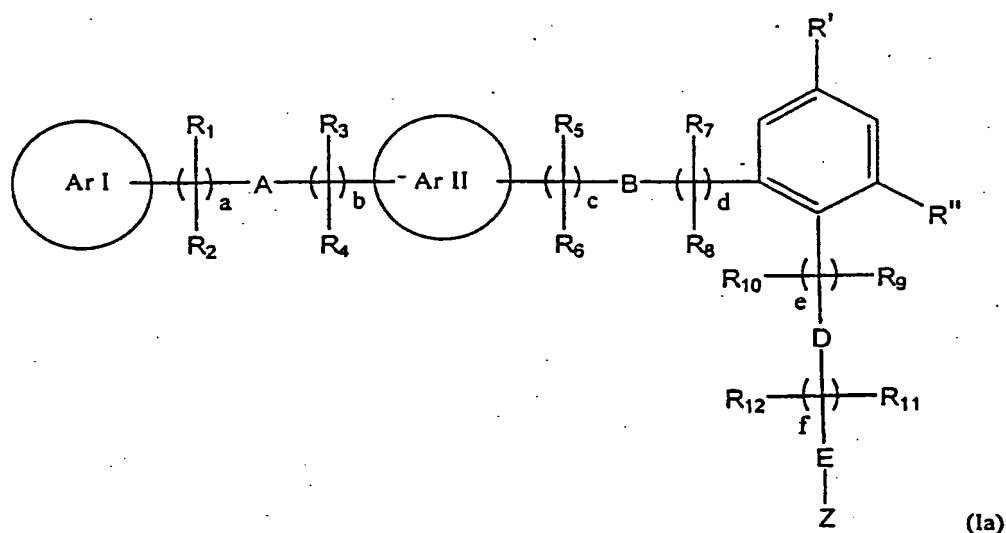 R'
R₁ R₃ R₅ R₇
Ar I ( )a A ( )b Ar II ( )c B ( )d
R₂ R₄ R₆ R₈ R"
R₁₀ ( )e R₉
D
R₁₂ ( )f R₁₁
E
Z
(Ia)